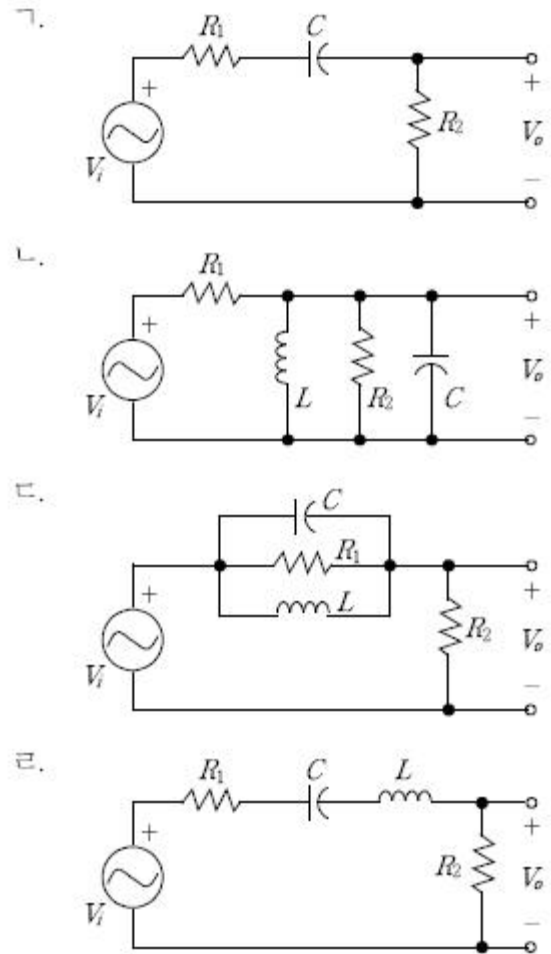 ㄱ.
R₁ C
+ Vᵢ R₂ + Vₒ −
ㄴ.
R₁
+ Vᵢ L R₂ C + Vₒ −
ㄷ.
C
R₁
L
+ Vᵢ R₂ + Vₒ −
ㄹ.
R₁ C L
+ Vᵢ R₂ + Vₒ −